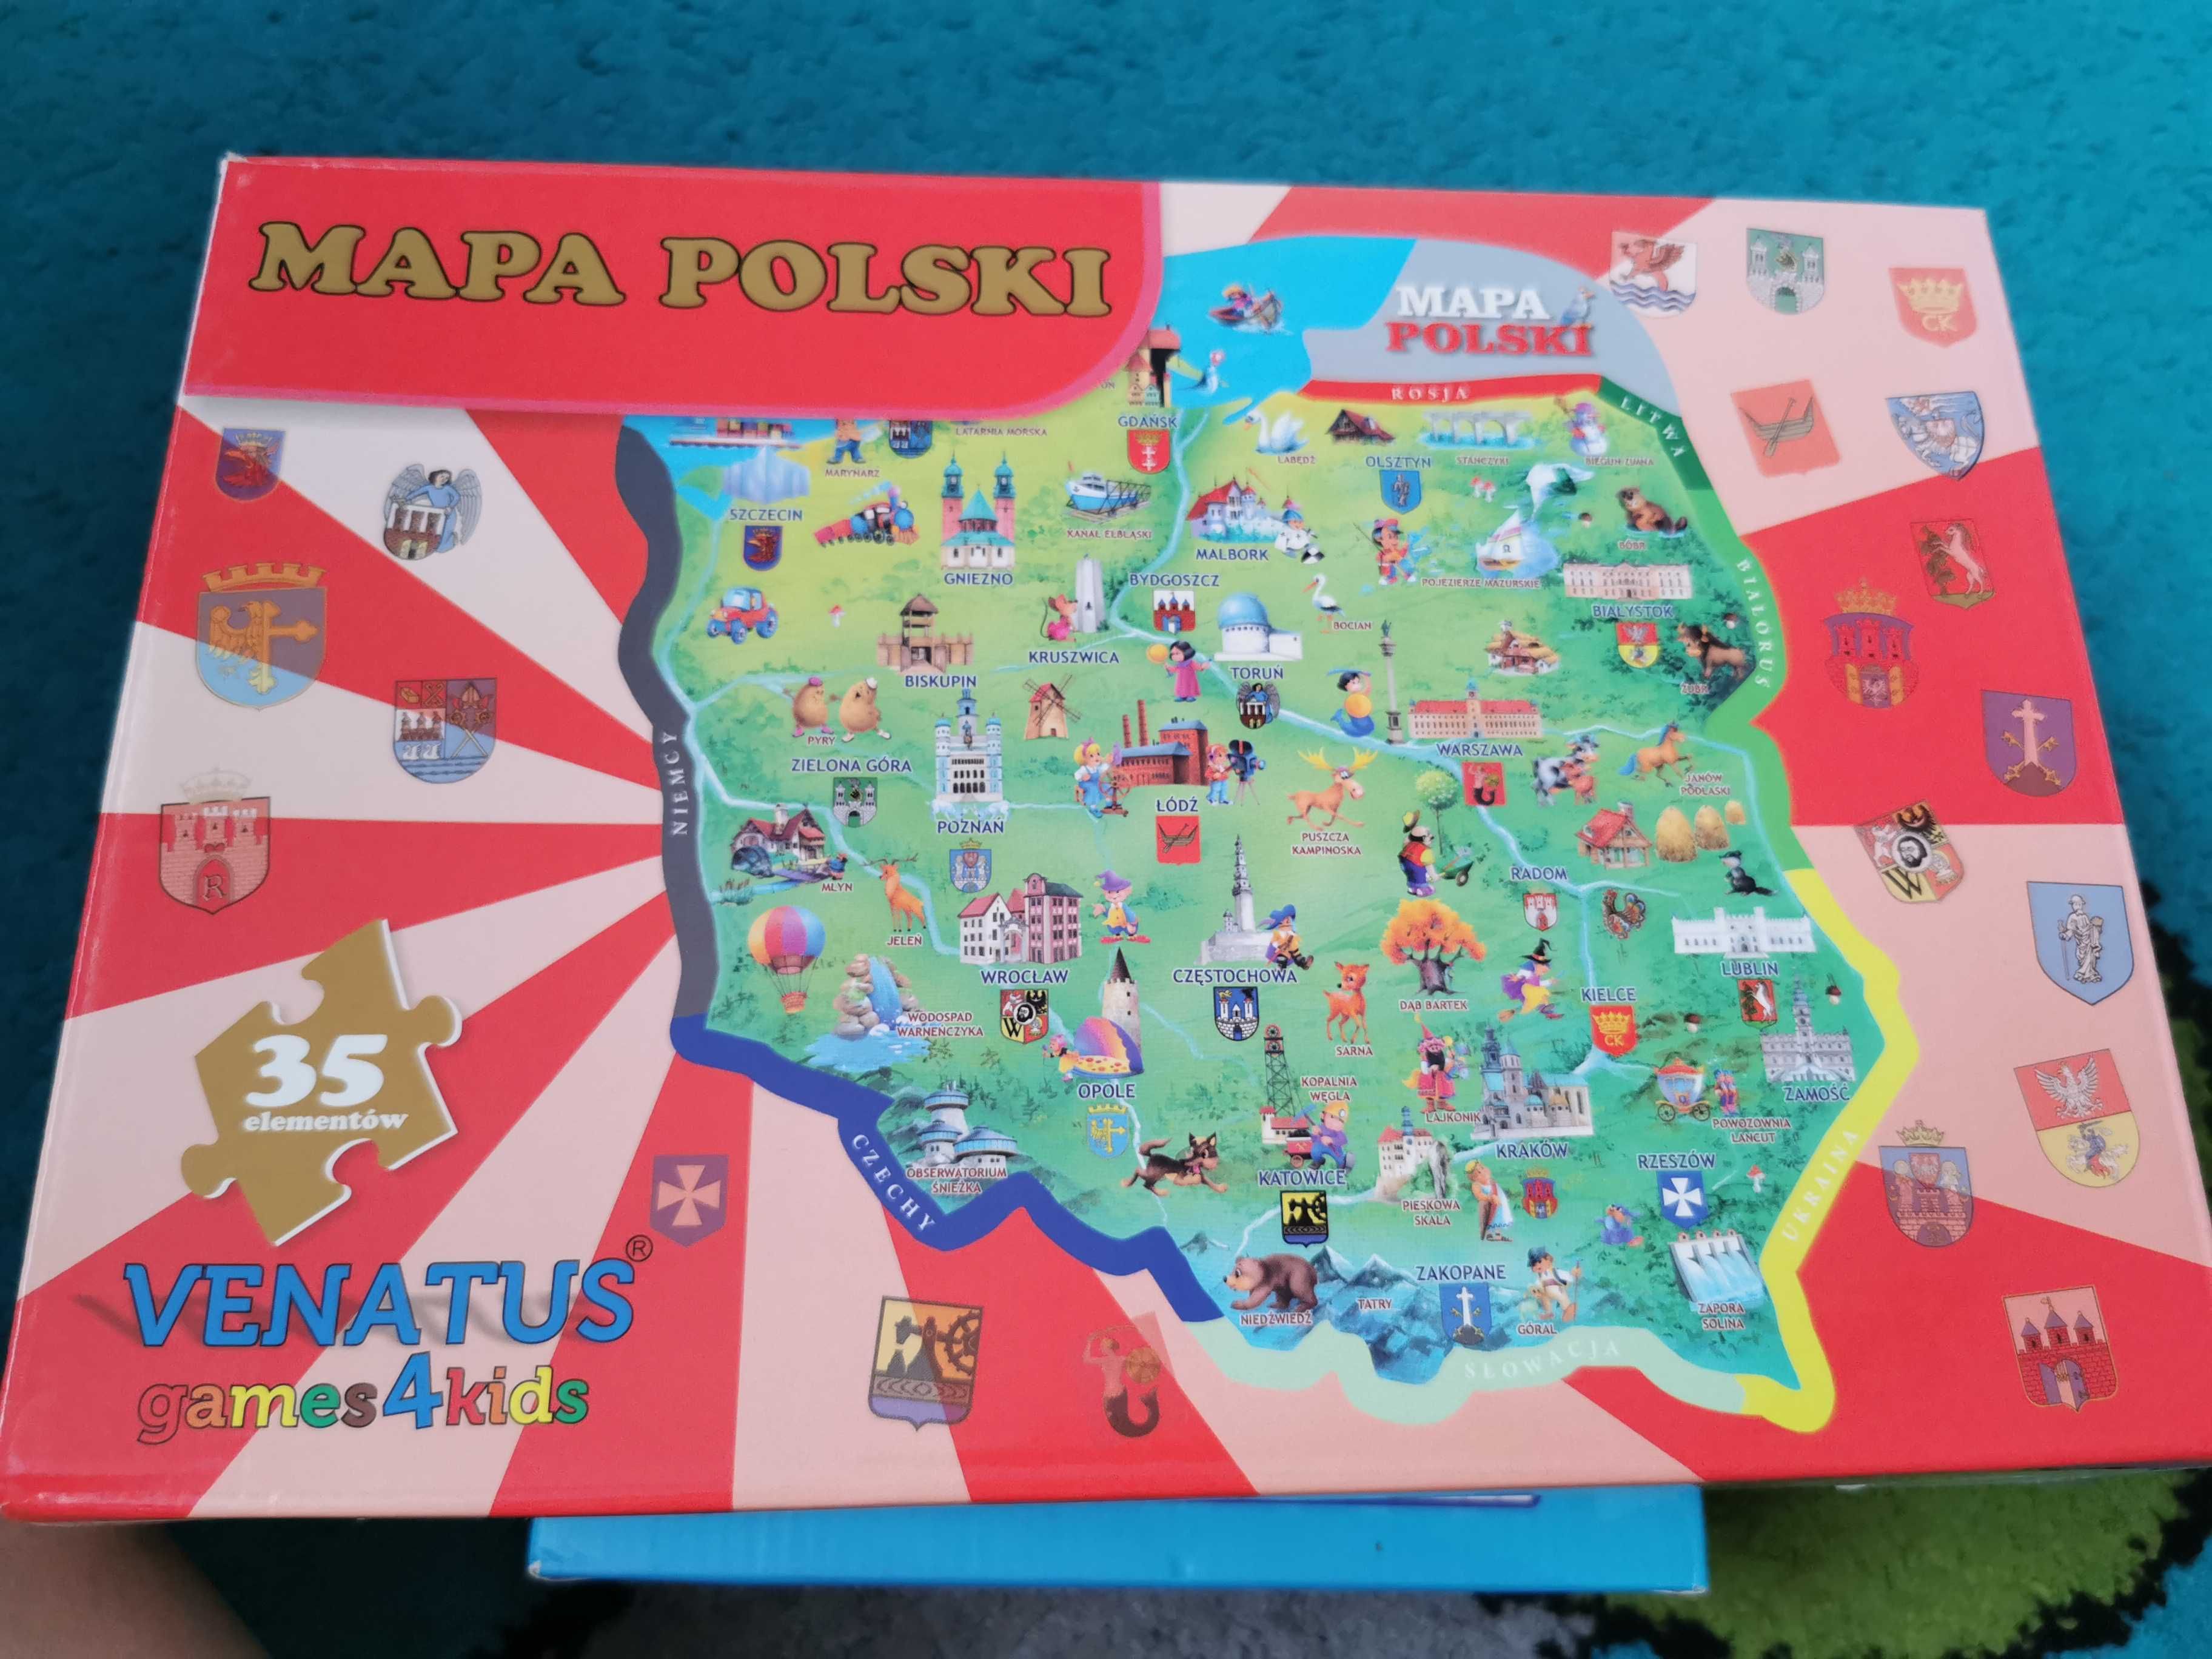 MAPA POLSKI
MAPA
POLSKI
ROSJA
LITWA
GDAŃSK
LATARNIA MORSKA
MARYNARZ
ŁABĘDŹ
OLSZTYN
STAŃCZYKI
BIEGUN ZIMNA
SZCZECIN
KANAŁ ELBLĄSKI
MALBORK
BÓBR
GNIEZNO
BYDGOSZCZ
POJEZIERZE MAZURSKIE
BIAŁYSTOK
BIAŁORUŚ
BOCIAN
KRUSZWICA
TORUŃ
BISKUPIN
ŻUBR
PYRY
WARSZAWA
NIEMCY
ZIELONA GÓRA
JANÓW
PODLASKI
ŁÓDŹ
POZNAŃ
PUSZCZA
KAMPINOSKA
MŁYN
RADOM
JELEŃ
WROCŁAW
CZĘSTOCHOWA
LUBLIN
W
W
DĄB BARTEK
KIELCE
CK
CK
WODOSPAD
WARNEŃCZYKA
SARNA
OPOLE
KOPALNIA
WĘGLA
ZAMOŚĆ
LAJKONIK
POWOZOWNIA
ŁAŃCUT
KRAKÓW
RZESZÓW
OBSERWATORIUM
ŚNIEŻKA
KATOWICE
PIESKOWA
SKAŁA
CZECHY
UKRAINA
ZAKOPANE
NIEDŹWIEDŹ
TATRY
GÓRAL
ZAPORA
SOLINA
SŁOWACJA
R
35
elementów
VENATUS®
games4kids